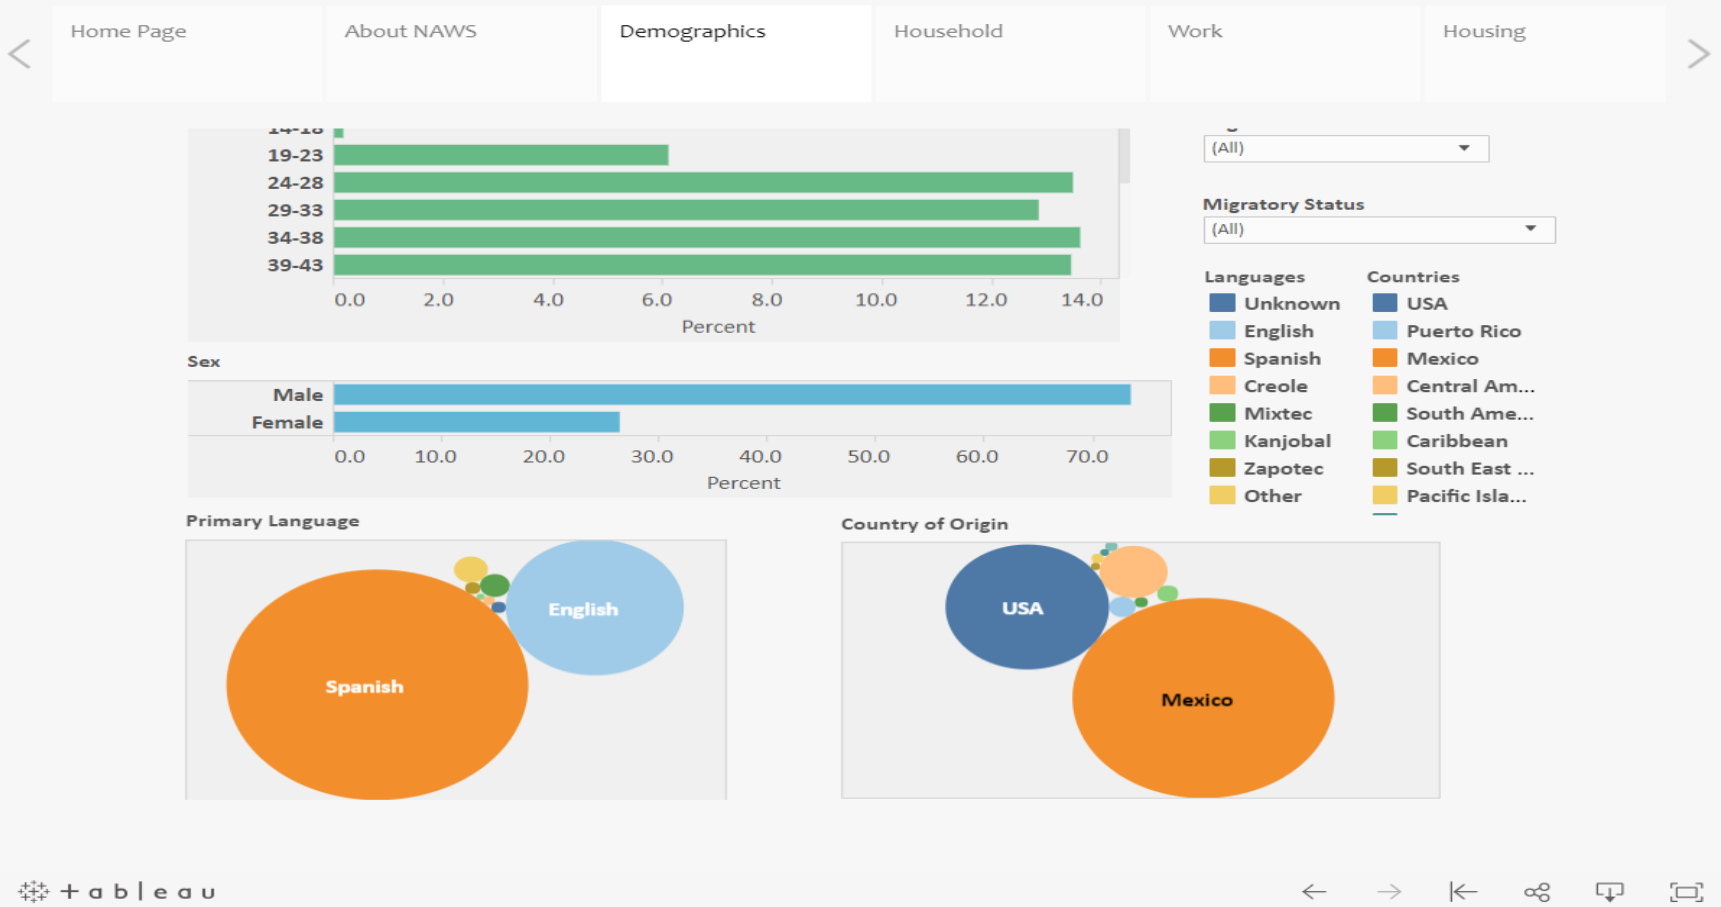 Home Page
About NAWS
Demographics
Household
Work
Housing
14-18
19-23
24-28
29-33
34-38
39-43
0.0 2.0 4.0 6.0 8.0 10.0 12.0 14.0
Percent
(All)
Migratory Status
(All)
Languages
Unknown
English
Spanish
Creole
Mixtec
Kanjobal
Zapotec
Other
Countries
USA
Puerto Rico
Mexico
Central Am...
South Ame...
Caribbean
South East ...
Pacific Isla...
Sex
Male
Female
0.0 10.0 20.0 30.0 40.0 50.0 60.0 70.0
Percent
Primary Language
Spanish
English
Country of Origin
USA
Mexico
+ableau